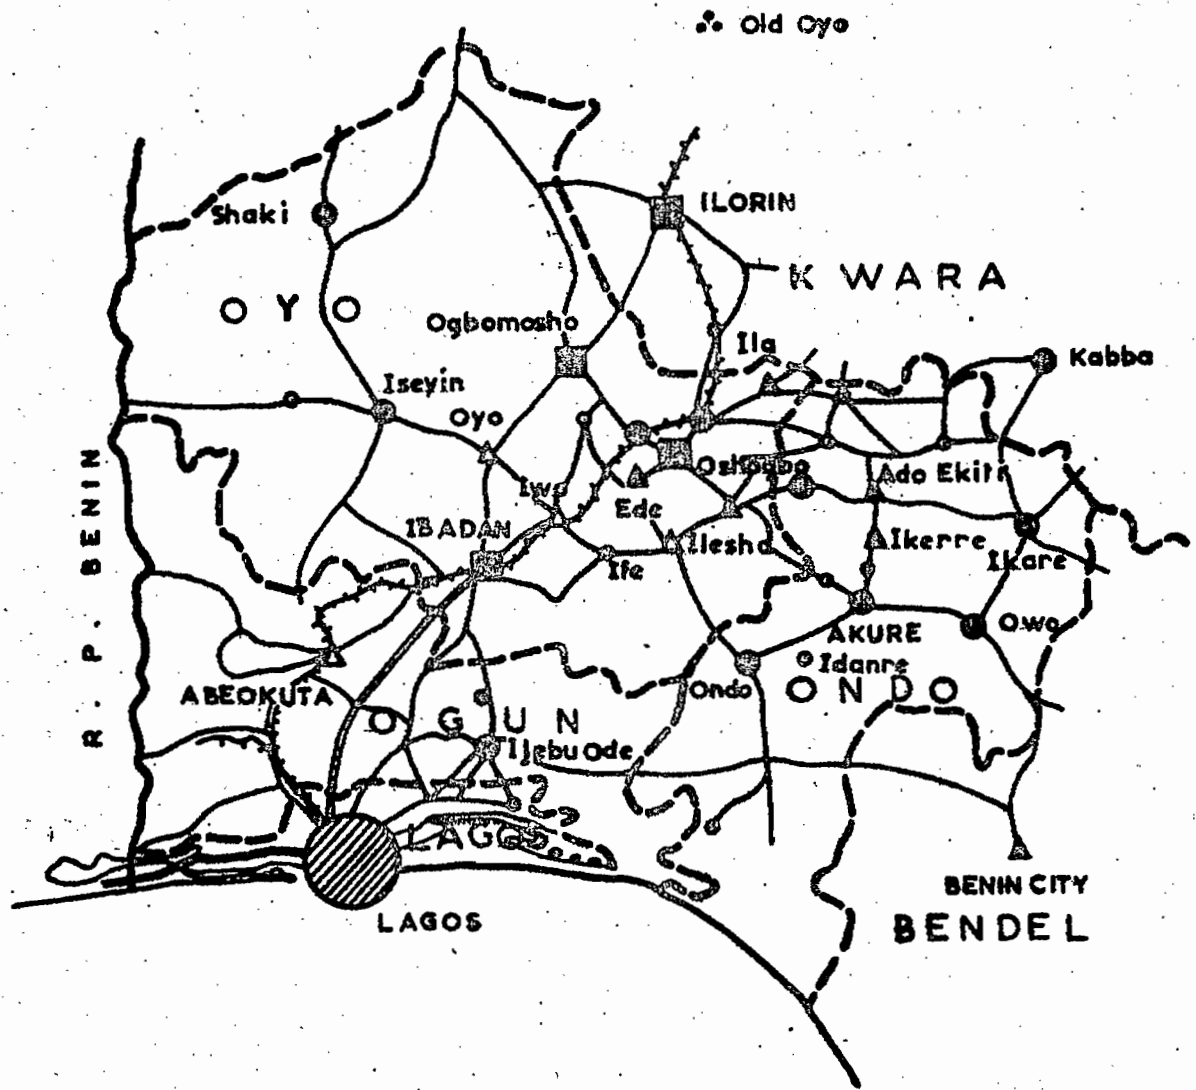 Old Oyo
ILORIN
Shaki
KWARA
OYO
Ogbomosho
Ila
Kabba
Iseyin
Oyo
Oshogbo
Ado Ekiti
Iwo
Ede
IBADAN
Ilesha
Ikerre
Ikare
Ife
R. P. BENIN
AKURE
Owo
Idanre
Ondo
ONDO
ABEOKUTA
OGUN
IJebu Ode
LAGOS
BENIN CITY
LAGOS
BENDEL